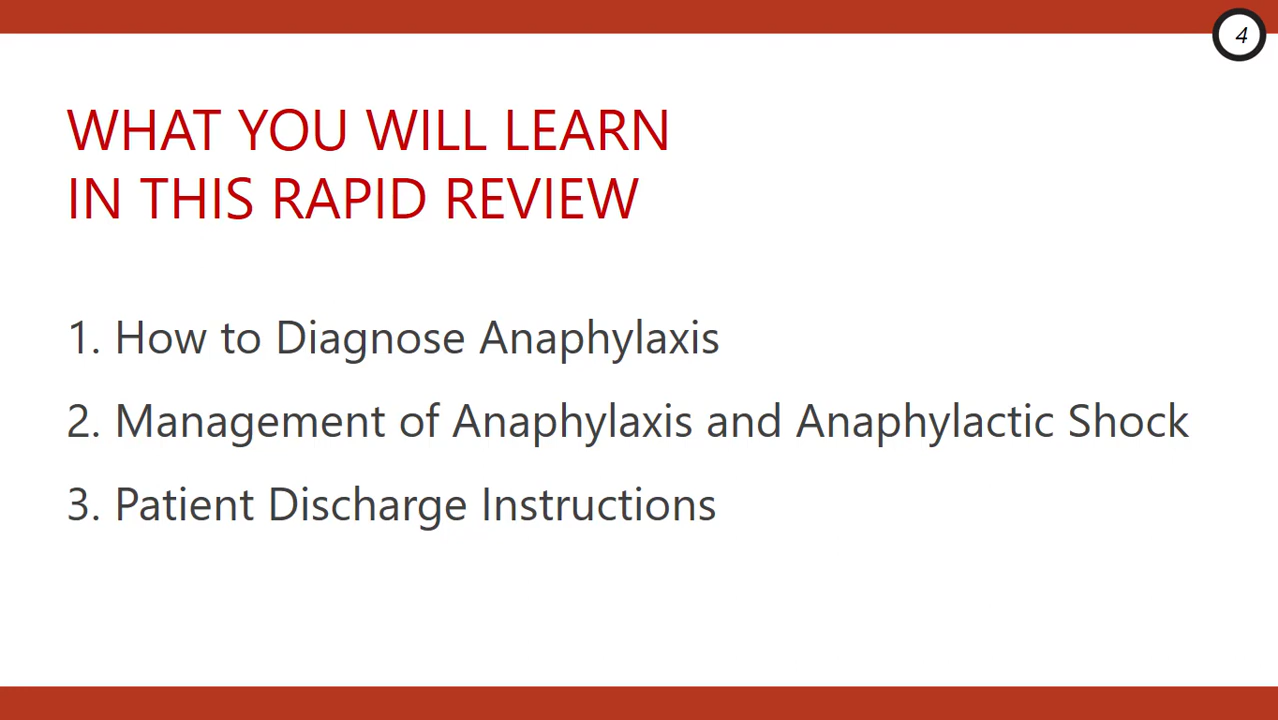 4
WHAT YOU WILL LEARN
IN THIS RAPID REVIEW
1. How to Diagnose Anaphylaxis
2. Management of Anaphylaxis and Anaphylactic Shock
3. Patient Discharge Instructions